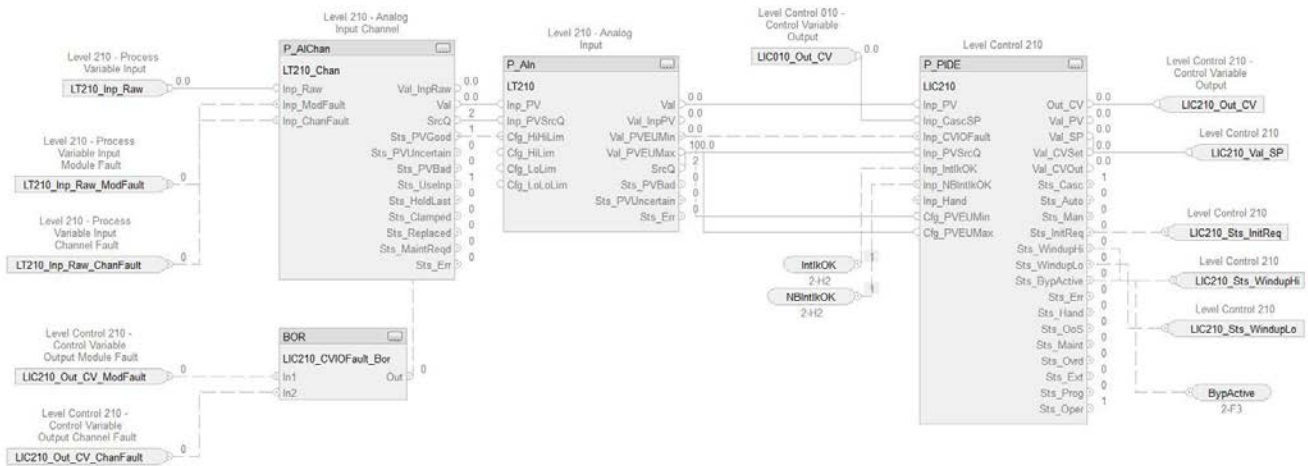 Level 210 - Process
Variable Input
LT210_Inp_Raw
0.0
Level 210 - Process
Variable Input
Module Fault
LT210_Inp_Raw_ModFault
0
Level 210 - Process
Variable Input
Channel Fault
LT210_Inp_Raw_ChanFault
0
Level Control 210 -
Control Variable
Output Module Fault
LIC210_Out_CV_ModFault
0
Level Control 210 -
Control Variable
Output Channel Fault
LIC210_Out_CV_ChanFault
0
Level 210 - Analog
Input Channel
P_AIChan
LT210_Chan
Inp_Raw
Inp_ModFault
Inp_ChanFault
Val_InpRaw 0.0
Val 0.0
SrcQ 2
Sts_PVGood 1
Sts_PVUncertain 0
Sts_PVBad 0
Sts_UseInp 1
Sts_HoldLast 0
Sts_Clamped 0
Sts_Replaced 0
Sts_MaintReqd 0
Sts_Err 0
BOR
LIC210_CVIOFault_Bor
In1
In2
Out 0
Level 210 - Analog
Input
P_AIn
LT210
Inp_PV
Inp_PVSrcQ
Cfg_HiHiLim
Cfg_HiLim
Cfg_LoLim
Cfg_LoLoLim
Val 0.0
Val_InpPV 0.0
Val_PVEUMin 0.0
Val_PVEUMax 100.0
SrcQ 2
Sts_PVBad 0
Sts_PVUncertain 0
Sts_Err 0
Level Control 010 -
Control Variable
Output
LIC010_Out_CV
0.0
IntlkOK
2-H2
1
NBIntlkOK
2-H2
1
Level Control 210
P_PIDE
LIC210
Inp_PV
Inp_CascSP
Inp_CVIOFault
Inp_PVSrcQ
Inp_IntlkOK
Inp_NBIntlkOK
Inp_Hand
Cfg_PVEUMin
Cfg_PVEUMax
Out_CV 0.0
Val_PV 0.0
Val_SP 0.0
Val_CVSet 0.0
Val_CVOut 0.0
Sts_Casc 1
Sts_Auto 0
Sts_Man 0
Sts_InitReq 0
Sts_WindupHi 0
Sts_WindupLo 0
Sts_BypActive 0
Sts_Err 0
Sts_Hand 0
Sts_OoS 0
Sts_Maint 0
Sts_Ovrd 0
Sts_Ext 0
Sts_Prog 0
Sts_Oper 1
Level Control 210 -
Control Variable
Output
LIC210_Out_CV
Level Control 210
LIC210_Val_SP
Level Control 210
LIC210_Sts_InitReq
Level Control 210
LIC210_Sts_WindupHi
Level Control 210
LIC210_Sts_WindupLo
BypActive
2-F3